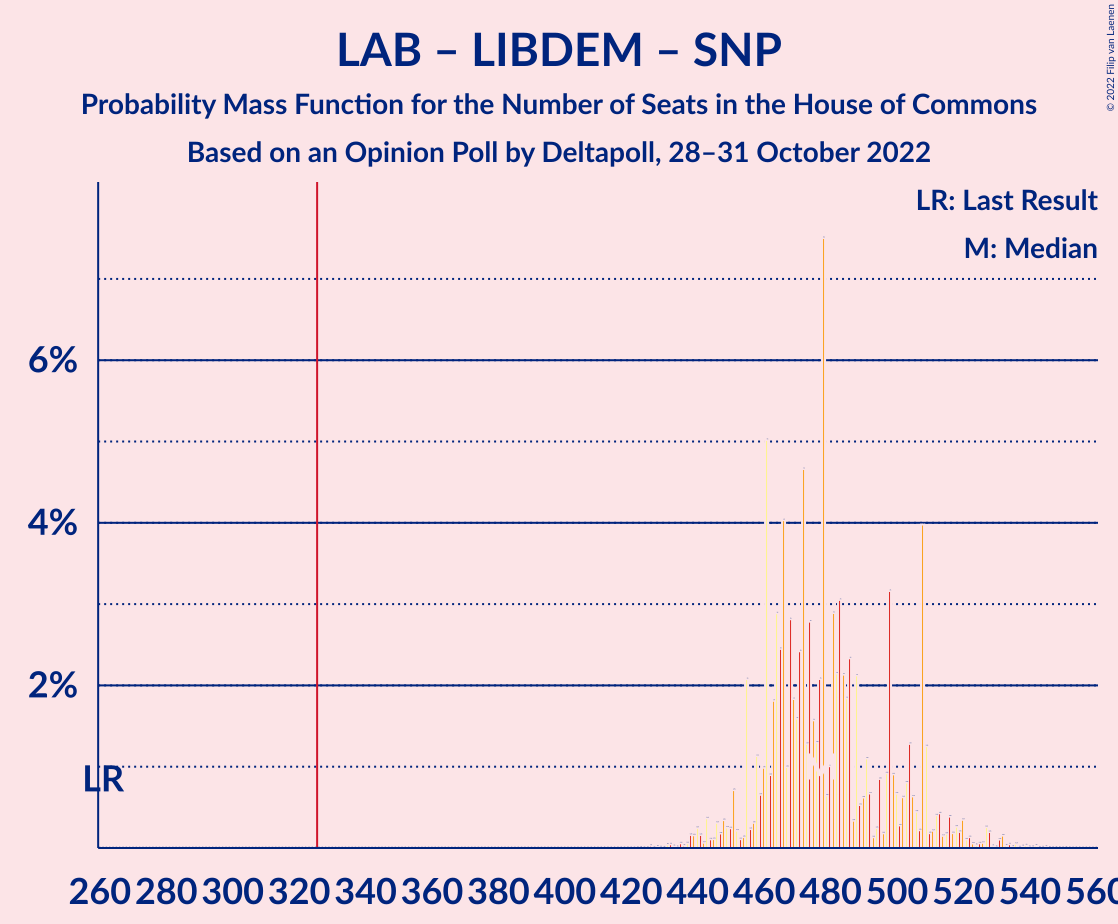 LAB – LIBDEM – SNP
Probability Mass Function for the Number of Seats in the House of Commons
Based on an Opinion Poll by Deltapoll, 28–31 October 2022
© 2022 Filip van Laenen
LR: Last Result
M: Median
6%
4%
2%
LR
260 280 300 320 340 360 380 400 420 440 460 480 500 520 540 560